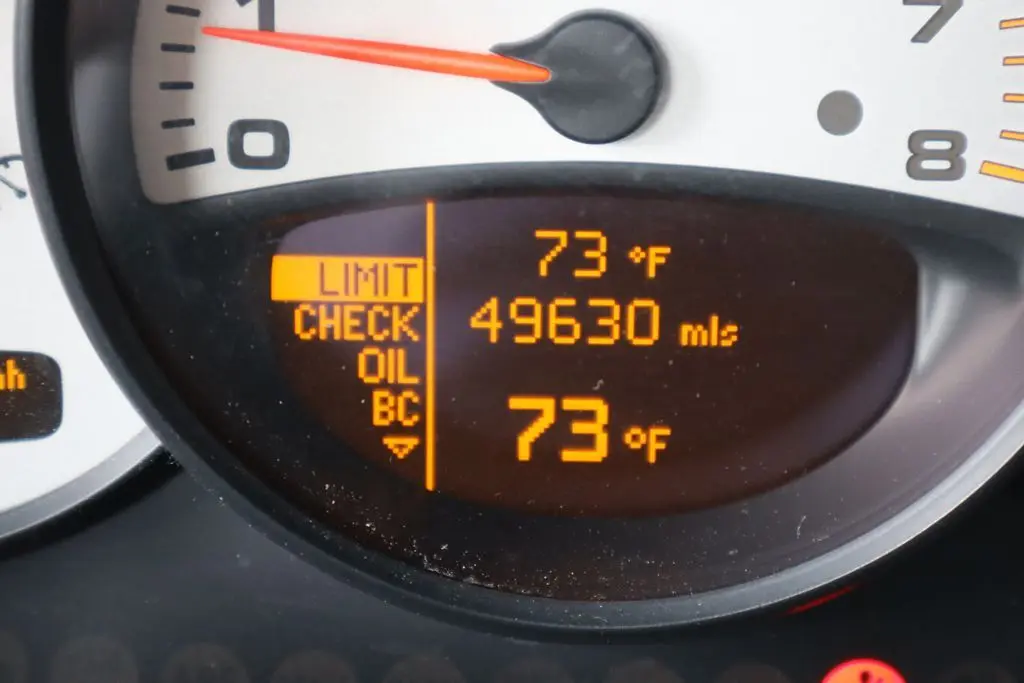 1
7
0
8
73 °F
LIMIT
CHECK
49630 mls
OIL
BC
73 °F